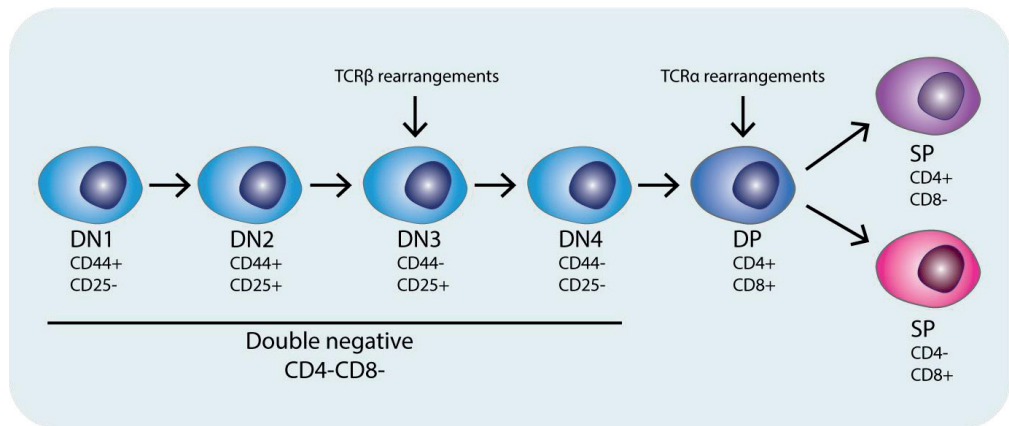 TCRβ rearrangements
TCRα rearrangements
DN1
CD44+
CD25-
DN2
CD44+
CD25+
DN3
CD44-
CD25+
DN4
CD44-
CD25-
DP
CD4+
CD8+
SP
CD4+
CD8-
SP
CD4-
CD8+
Double negative
CD4-CD8-